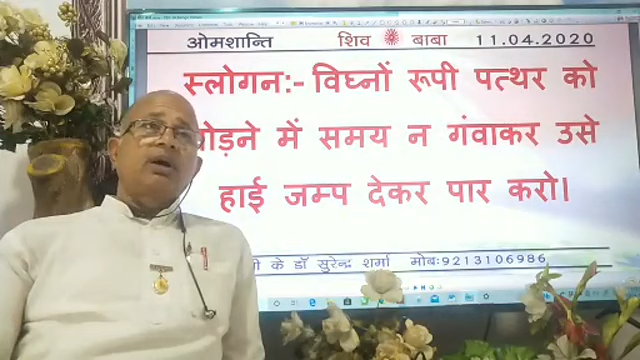 ओमशान्ति शिव बाबा 11.04.2020
स्लोगन:- विघ्नों रूपी पत्थर को
में समय न गंवाकर उसे
हाई जम्प देकर पार करो।
के डॉ सुरेन्द्र शर्मा मोबः9213106986